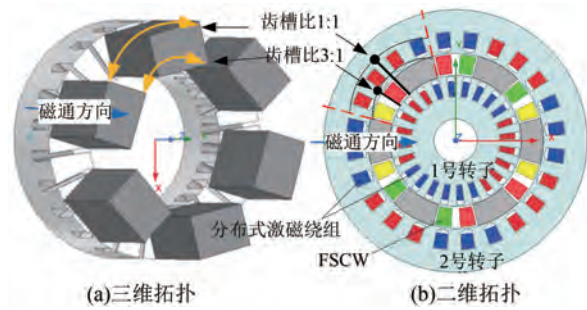 齿槽比1:1
齿槽比3:1
磁通方向
磁通方向
X
Y
Z
X
1号转子
分布式激磁绕组
FSCW
2号转子
(a)三维拓扑
(b)二维拓扑